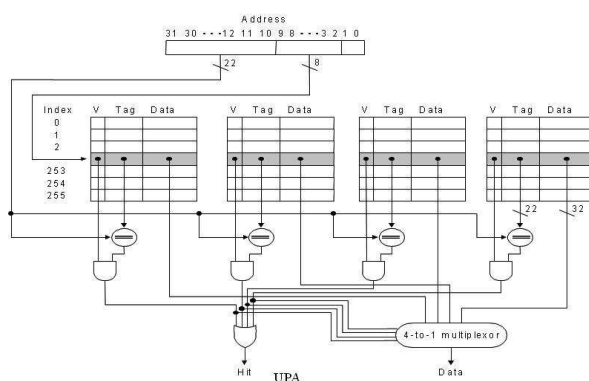 Address
31 30 ---12 11 10 9 8 ---3 2 1 0
22
8
Index V Tag Data V Tag Data V Tag Data V Tag Data
0
1
2
253
254
255
22 32
4-to-1 multiplexor
Hit Data
UPA